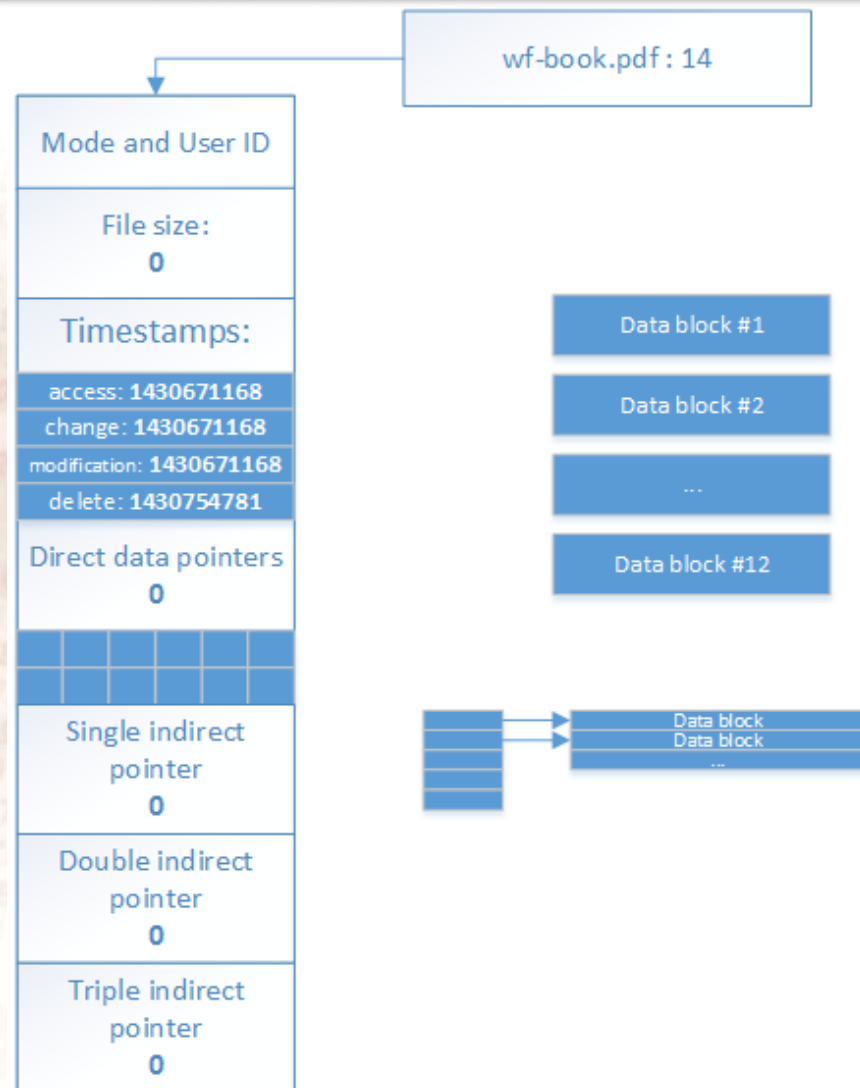 wf-book.pdf : 14
Mode and User ID
File size:
0
Timestamps:
access: 1430671168
change: 1430671168
modification: 1430671168
delete: 1430754781
Direct data pointers
0
Single indirect
pointer
0
Double indirect
pointer
0
Triple indirect
pointer
0
Data block #1
Data block #2
...
Data block #12
Data block
Data block
...